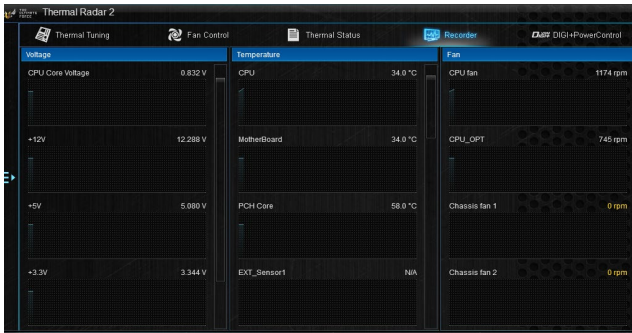 THE ULTIMATE FORCE
Thermal Radar 2
Thermal Tuning
Fan Control
Thermal Status
Recorder
DIGI+PowerControl
Voltage
CPU Core Voltage 0.832 V
+12V 12.288 V
+5V 5.080 V
+3.3V 3.344 V
Temperature
CPU 34.0 °C
MotherBoard 34.0 °C
PCH Core 58.0 °C
EXT_Sensor1 N/A
Fan
CPU fan 1174 rpm
CPU_OPT 745 rpm
Chassis fan 1 0 rpm
Chassis fan 2 0 rpm